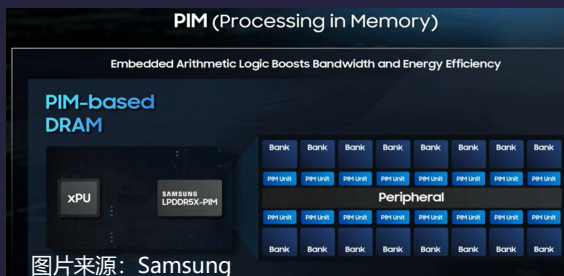 PIM (Processing in Memory)
Embedded Arithmetic Logic Boosts Bandwidth and Energy Efficiency
PIM-based
DRAM
xPU
SAMSUNG
LPDDR5X-PIM
Bank Bank Bank Bank Bank Bank Bank Bank
PIM Unit PIM Unit PIM Unit PIM Unit PIM Unit PIM Unit PIM Unit PIM Unit
Peripheral
PIM Unit PIM Unit PIM Unit PIM Unit PIM Unit PIM Unit PIM Unit PIM Unit
Bank Bank Bank Bank Bank Bank Bank Bank
图片来源：Samsung